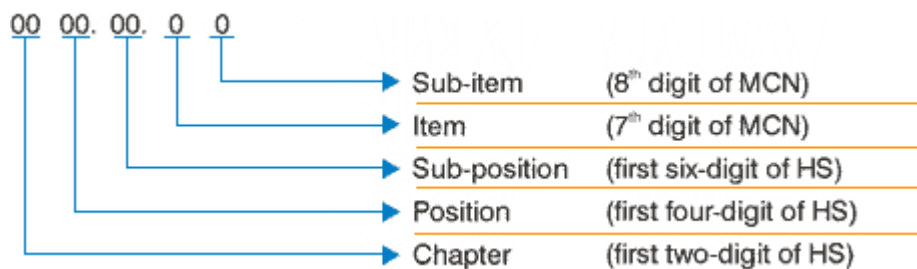 00 00. 00. 0 0
Sub-item (8th digit of MCN)
Item (7th digit of MCN)
Sub-position (first six-digit of HS)
Position (first four-digit of HS)
Chapter (first two-digit of HS)